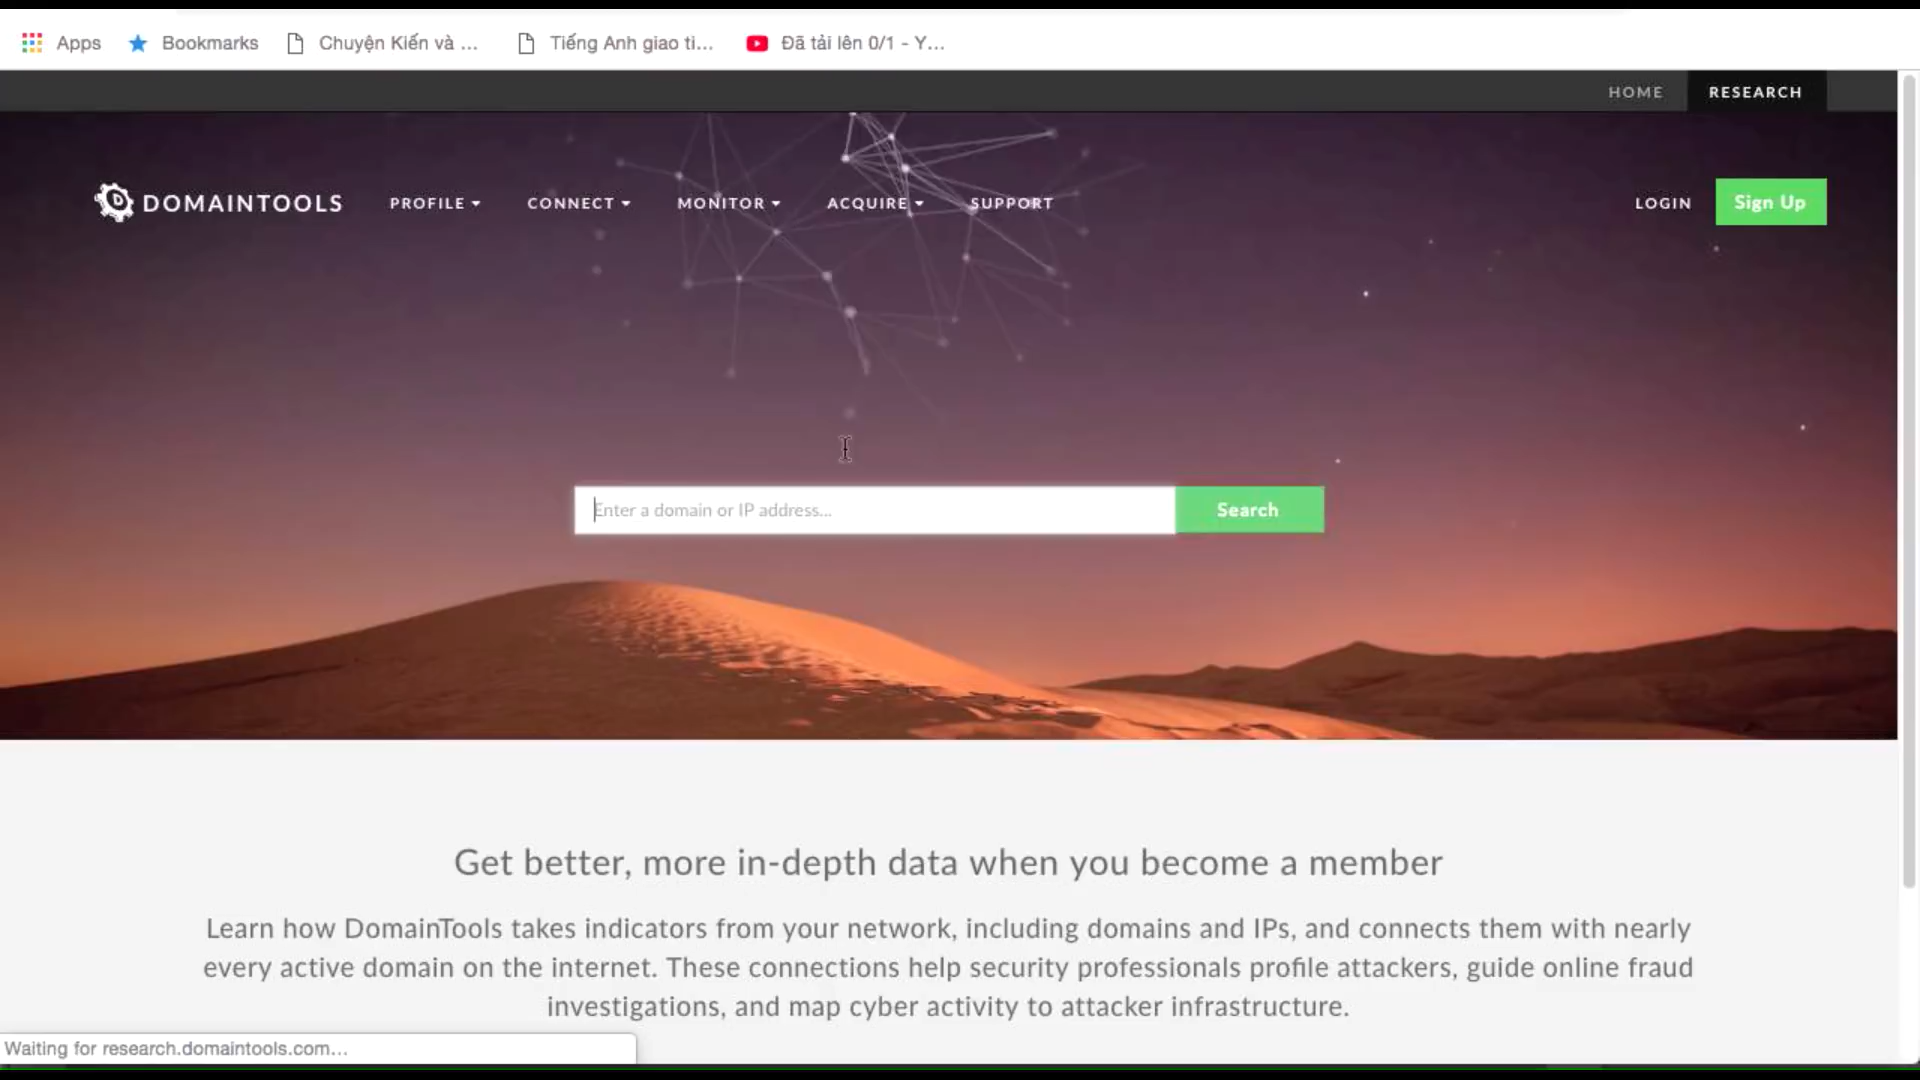 Apps Bookmarks Chuyện Kiến và ... Tiếng Anh giao ti... Đã tải lên 0/1 - Y...
HOME RESEARCH
DOMAINTOOLS PROFILE CONNECT MONITOR ACQUIRE SUPPORT LOGIN Sign Up
Enter a domain or IP address... Search
Get better, more in-depth data when you become a member
Learn how DomainTools takes indicators from your network, including domains and IPs, and connects them with nearly
every active domain on the internet. These connections help security professionals profile attackers, guide online fraud
investigations, and map cyber activity to attacker infrastructure.
Waiting for research.domaintools.com...